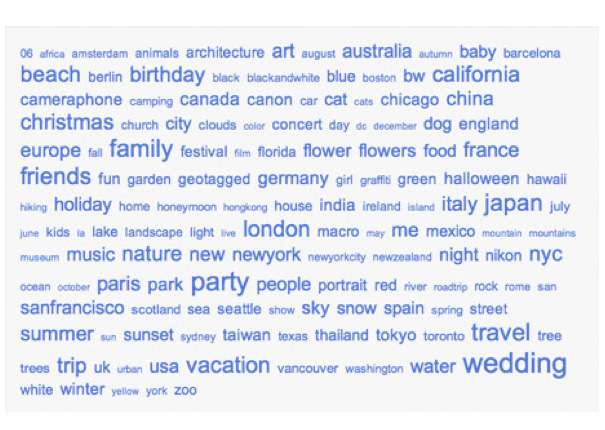 06 africa amsterdam animals architecture art august australia autumn baby barcelona
beach berlin birthday black blackandwhite blue boston bw california
cameraphone camping canada canon car cat cats chicago china
christmas church city clouds color concert day dc december dog england
europe fall family festival film florida flower flowers food france
friends fun garden geotagged germany girl graffiti green halloween hawaii
hiking holiday home honeymoon hongkong house india ireland island italy japan july
june kids la lake landscape light live london macro may me mexico mountain mountains
museum music nature new newyork newyorkcity newzealand night nikon nyc
ocean october paris park party people portrait red river roadtrip rock rome san
sanfrancisco scotland sea seattle show sky snow spain spring street
summer sun sunset sydney taiwan texas thailand tokyo toronto travel tree
trees trip uk urban usa vacation vancouver washington water wedding
white winter yellow york zoo